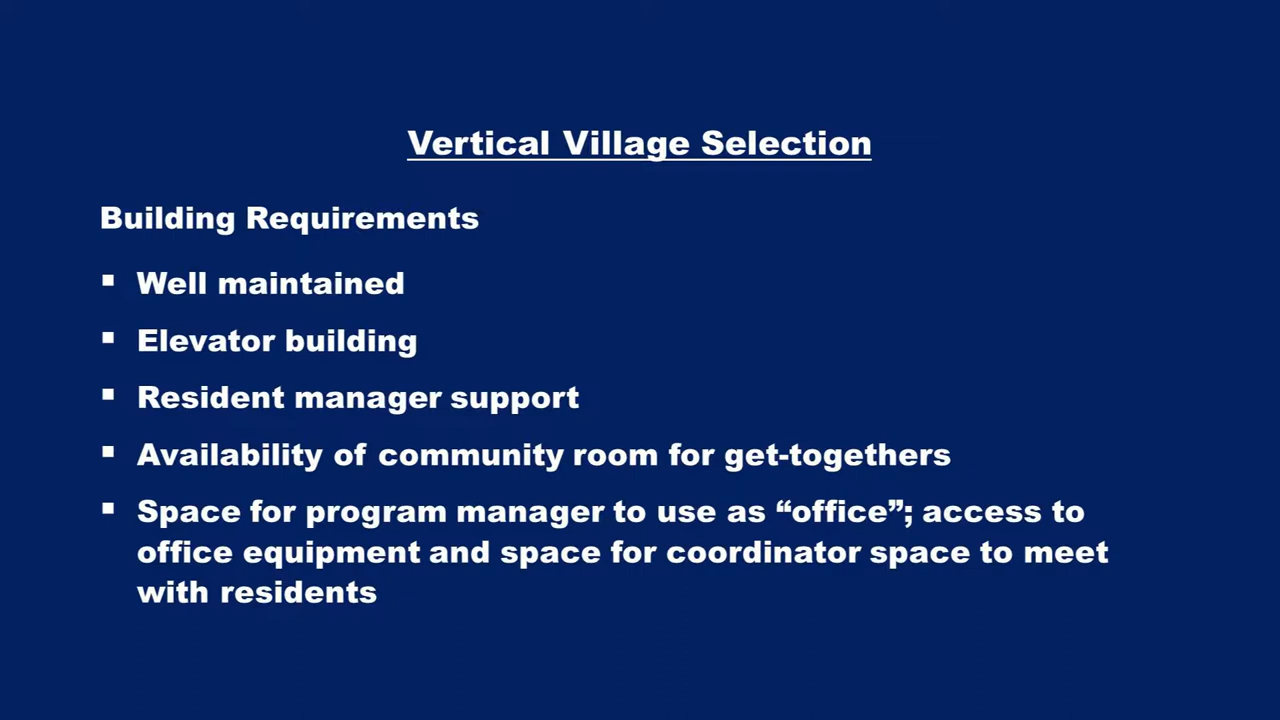 Vertical Village Selection
Building Requirements
▪ Well maintained
▪ Elevator building
▪ Resident manager support
▪ Availability of community room for get-togethers
▪ Space for program manager to use as “office”; access to
office equipment and space for coordinator space to meet
with residents